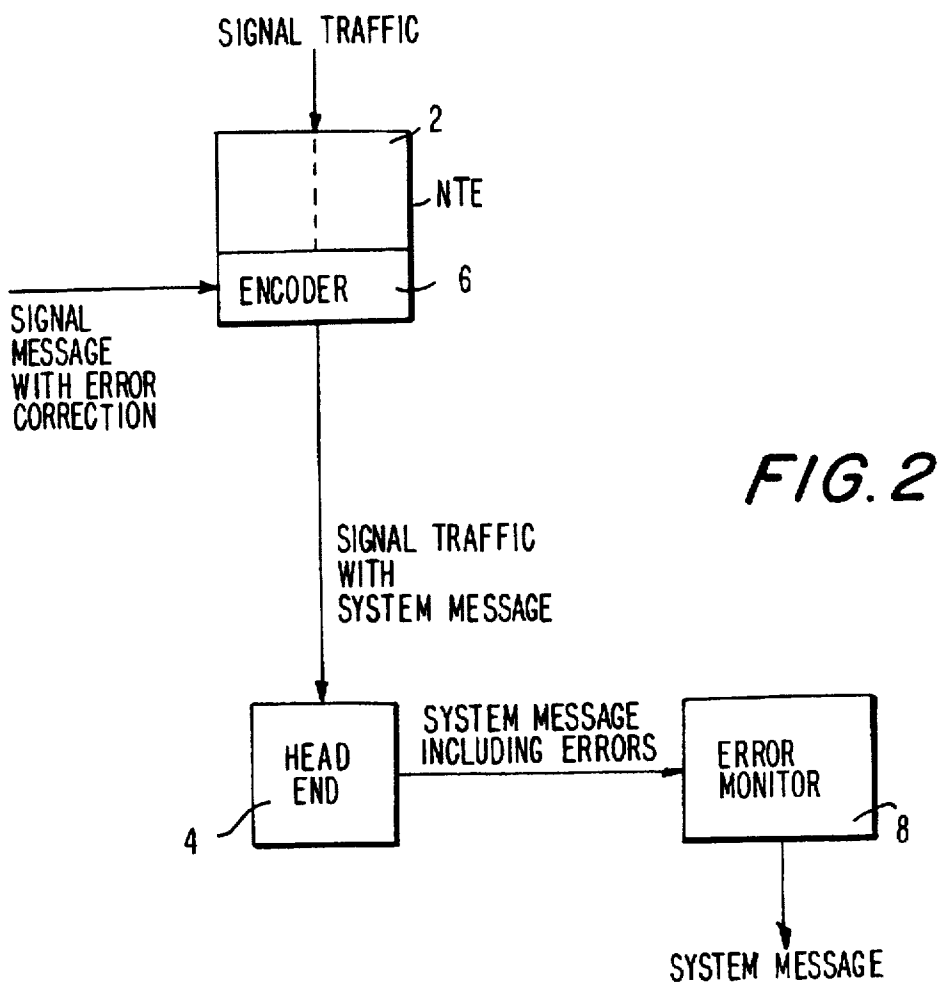 SIGNAL TRAFFIC
2
NTE
ENCODER
6
SIGNAL
MESSAGE
WITH ERROR
CORRECTION
FIG. 2
SIGNAL TRAFFIC
WITH
SYSTEM MESSAGE
HEAD
END
4
SYSTEM MESSAGE
INCLUDING ERRORS
ERROR
MONITOR
8
SYSTEM MESSAGE